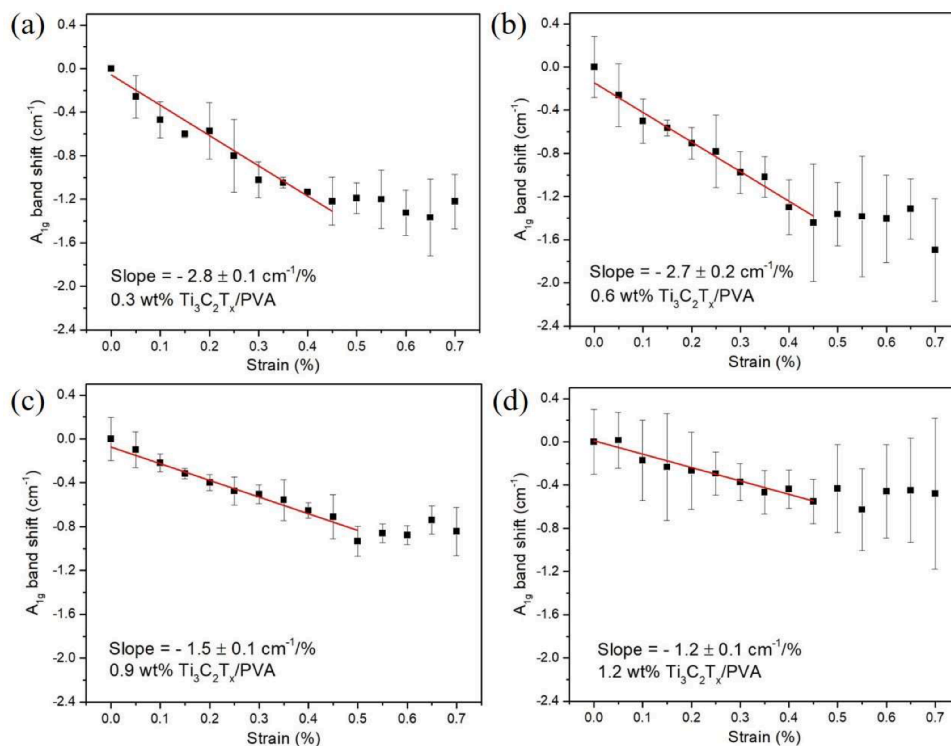 (a)
0.0
-0.4
-0.8
-1.2
-1.6
-2.0
-2.4
A₁g band shift (cm⁻¹)
Slope = - 2.8 ± 0.1 cm⁻¹/%
0.3 wt% Ti₃C₂Tₓ/PVA
0.0 0.1 0.2 0.3 0.4 0.5 0.6 0.7
Strain (%)
(b)
0.4
0.0
-0.4
-0.8
-1.2
-1.6
-2.0
-2.4
A₁g band shift (cm⁻¹)
Slope = - 2.7 ± 0.2 cm⁻¹/%
0.6 wt% Ti₃C₂Tₓ/PVA
0.0 0.1 0.2 0.3 0.4 0.5 0.6 0.7
Strain (%)
(c)
0.4
0.0
-0.4
-0.8
-1.2
-1.6
-2.0
-2.4
A₁g band shift (cm⁻¹)
Slope = - 1.5 ± 0.1 cm⁻¹/%
0.9 wt% Ti₃C₂Tₓ/PVA
0.0 0.1 0.2 0.3 0.4 0.5 0.6 0.7
Strain (%)
(d)
0.4
0.0
-0.4
-0.8
-1.2
-1.6
-2.0
-2.4
A₁g band shift (cm⁻¹)
Slope = - 1.2 ± 0.1 cm⁻¹/%
1.2 wt% Ti₃C₂Tₓ/PVA
0.0 0.1 0.2 0.3 0.4 0.5 0.6 0.7
Strain (%)